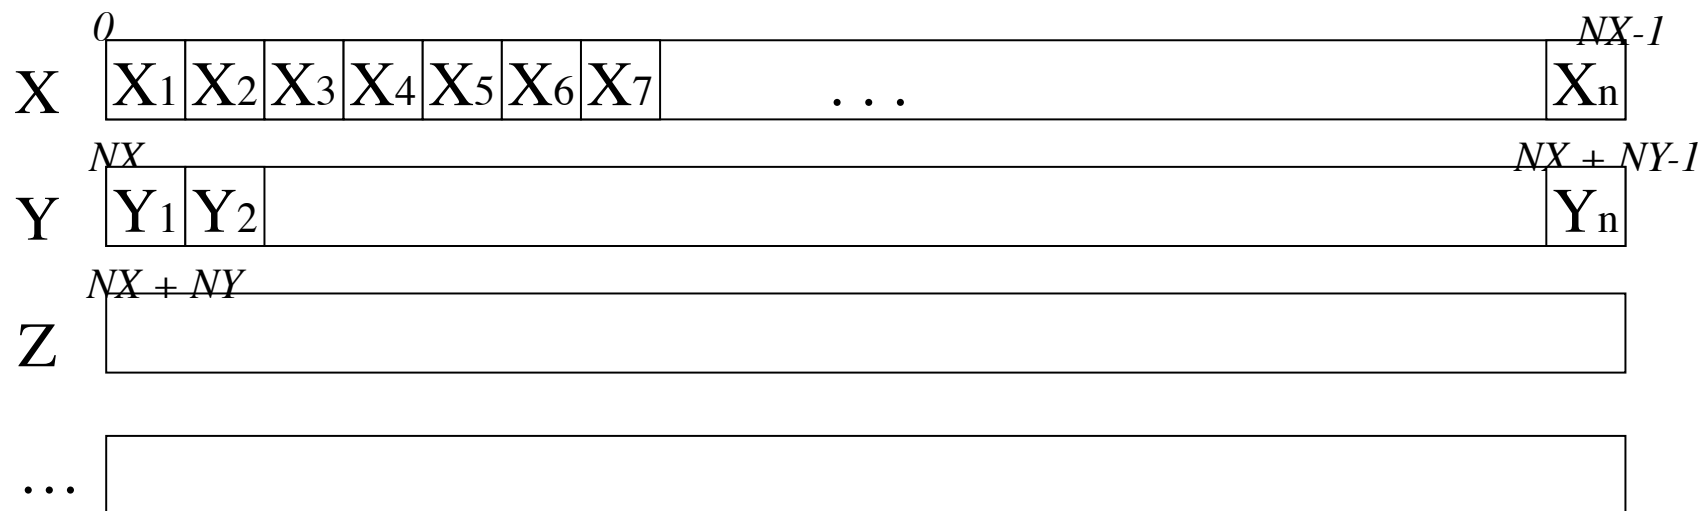 0 NX-1
X X1 X2 X3 X4 X5 X6 X7 ... Xn
NX NX + NY-1
Y Y1 Y2 Yn
NX + NY
Z
...